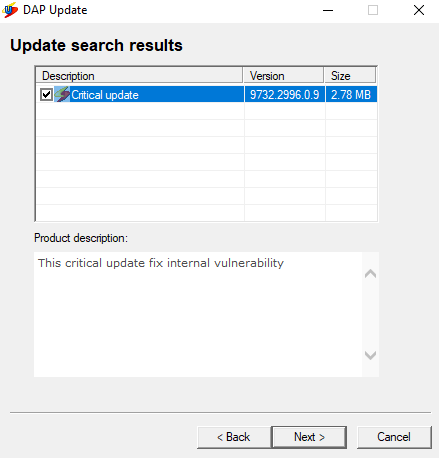 DAP Update
Update search results
Description Version Size
Critical update 9732.2996.0.9 2.78 MB
Product description:
This critical update fix internal vulnerability
< Back Next > Cancel